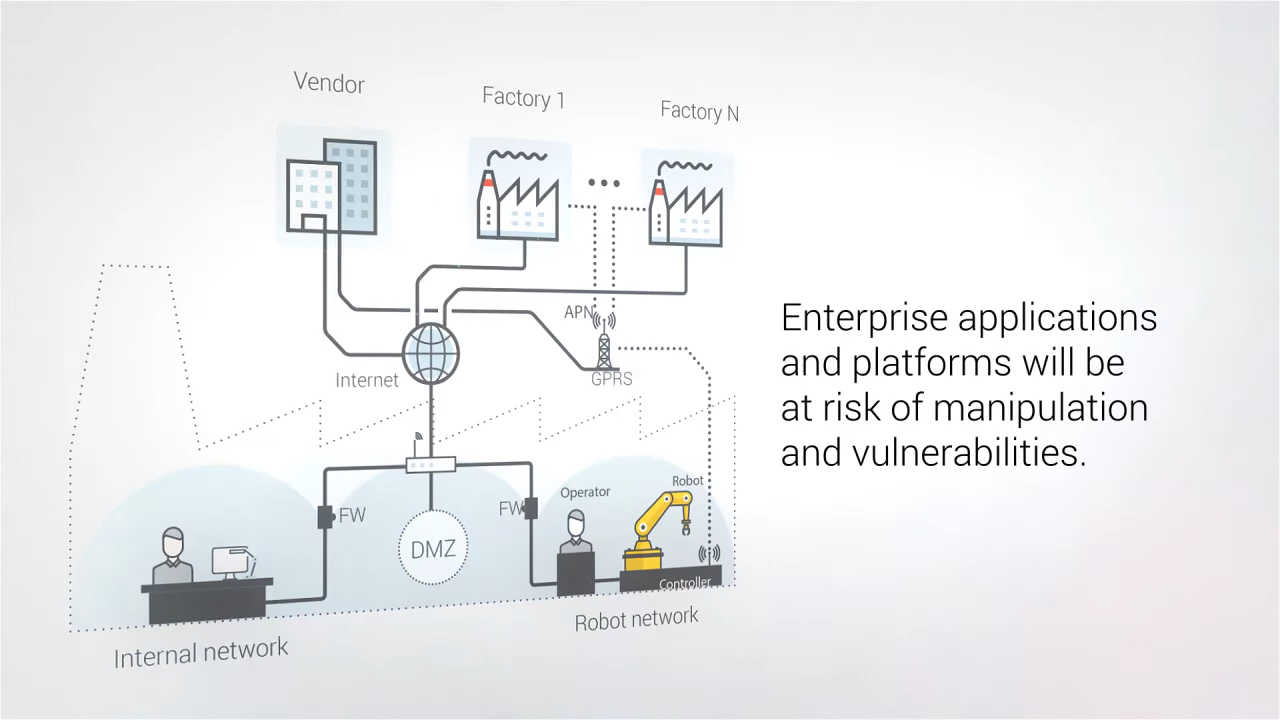 Vendor
Factory 1
Factory N
APN
Internet
GPRS
Enterprise applications
and platforms will be
at risk of manipulation
and vulnerabilities.
FW
DMZ
FW
Operator
Robot
Controller
Internal network
Robot network